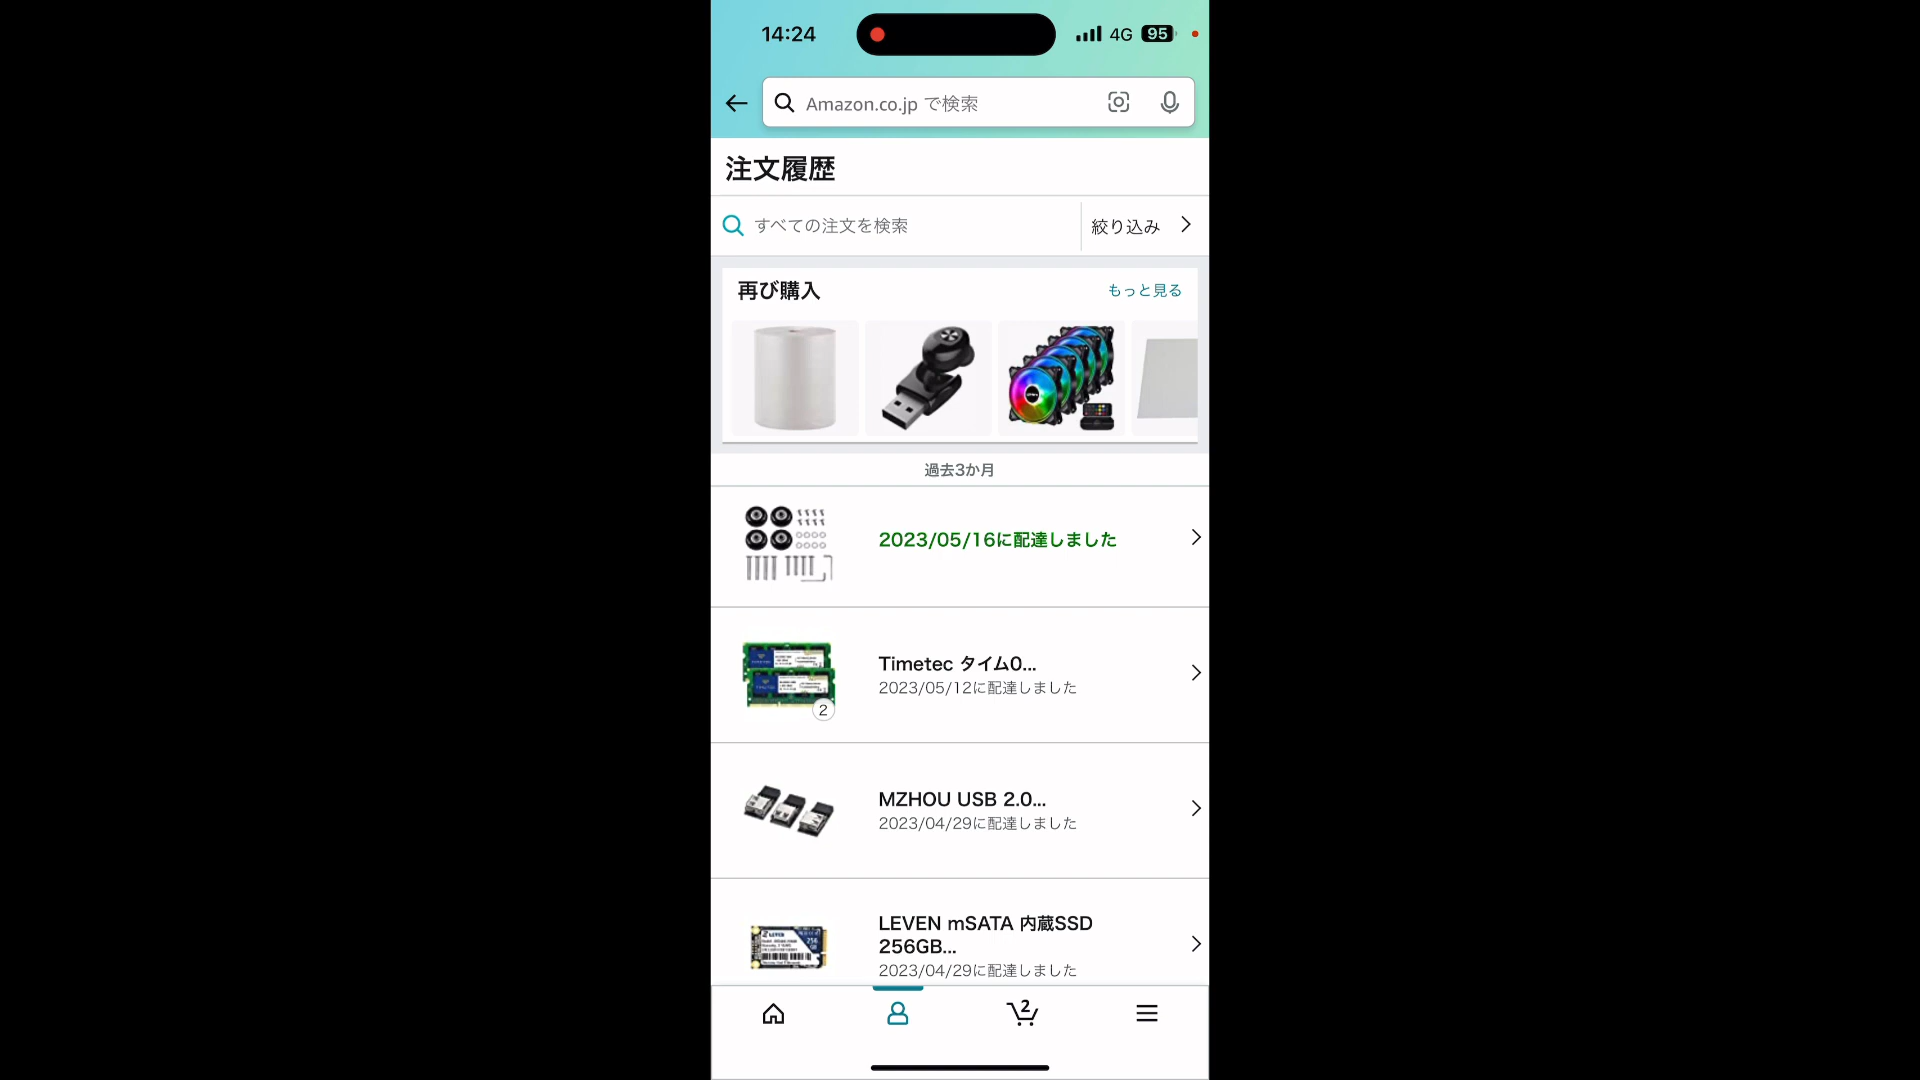 14:24
4G 95
Amazon.co.jp で検索
注文履歴
すべての注文を検索
絞り込み
再び購入
もっと見る
過去3か月
2023/05/16に配達しました
Timetec タイム0...
2023/05/12に配達しました
2
MZHOU USB 2.0...
2023/04/29に配達しました
LEVEN mSATA 内蔵SSD
256GB...
2023/04/29に配達しました
LEVEN
256
GB
2